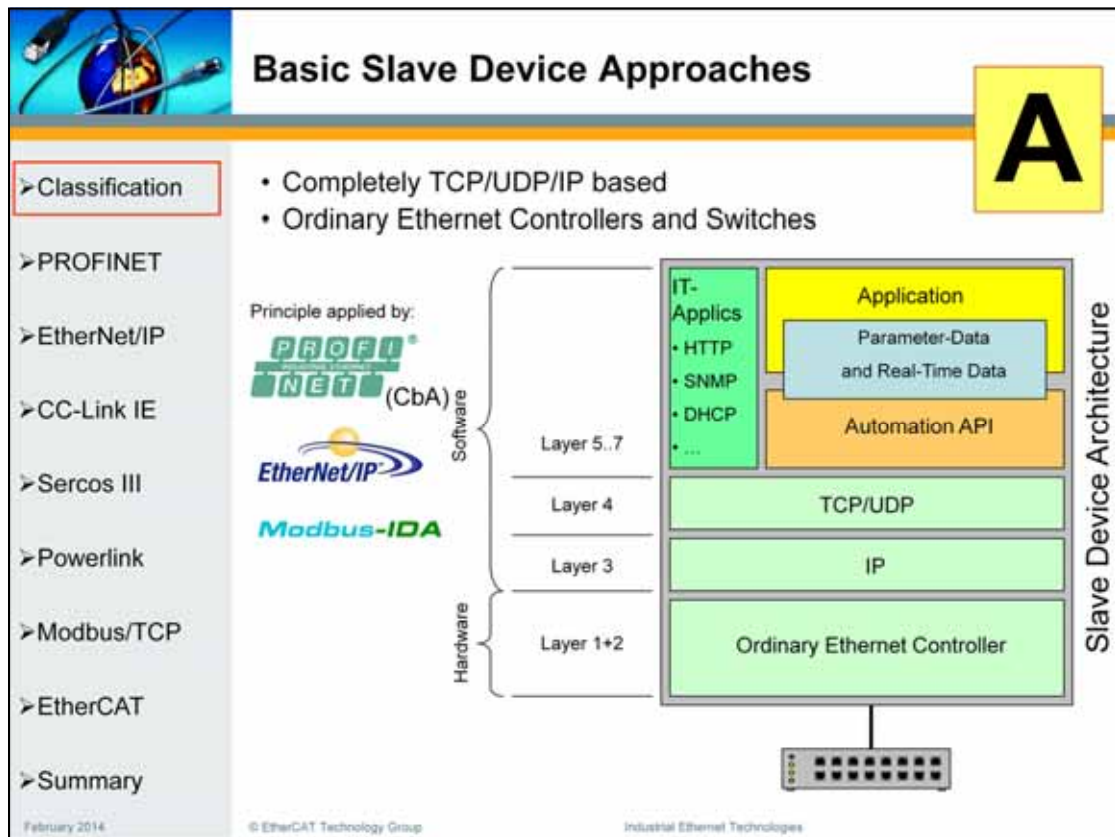 Basic Slave Device Approaches
A
➢Classification
➢PROFINET
➢EtherNet/IP
➢CC-Link IE
➢Sercos III
➢Powerlink
➢Modbus/TCP
➢EtherCAT
➢Summary
• Completely TCP/UDP/IP based
• Ordinary Ethernet Controllers and Switches
Principle applied by:
PROFI®
INDUSTRIAL ETHERNET
NET
(CbA)
EtherNet/IP
Modbus-IDA
Software
Hardware
Layer 5..7
Layer 4
Layer 3
Layer 1+2
IT-
Applics
• HTTP
• SNMP
• DHCP
• ...
Application
Parameter-Data
and Real-Time Data
Automation API
TCP/UDP
IP
Ordinary Ethernet Controller
Slave Device Architecture
February 2014
© EtherCAT Technology Group
Industrial Ethernet Technologies